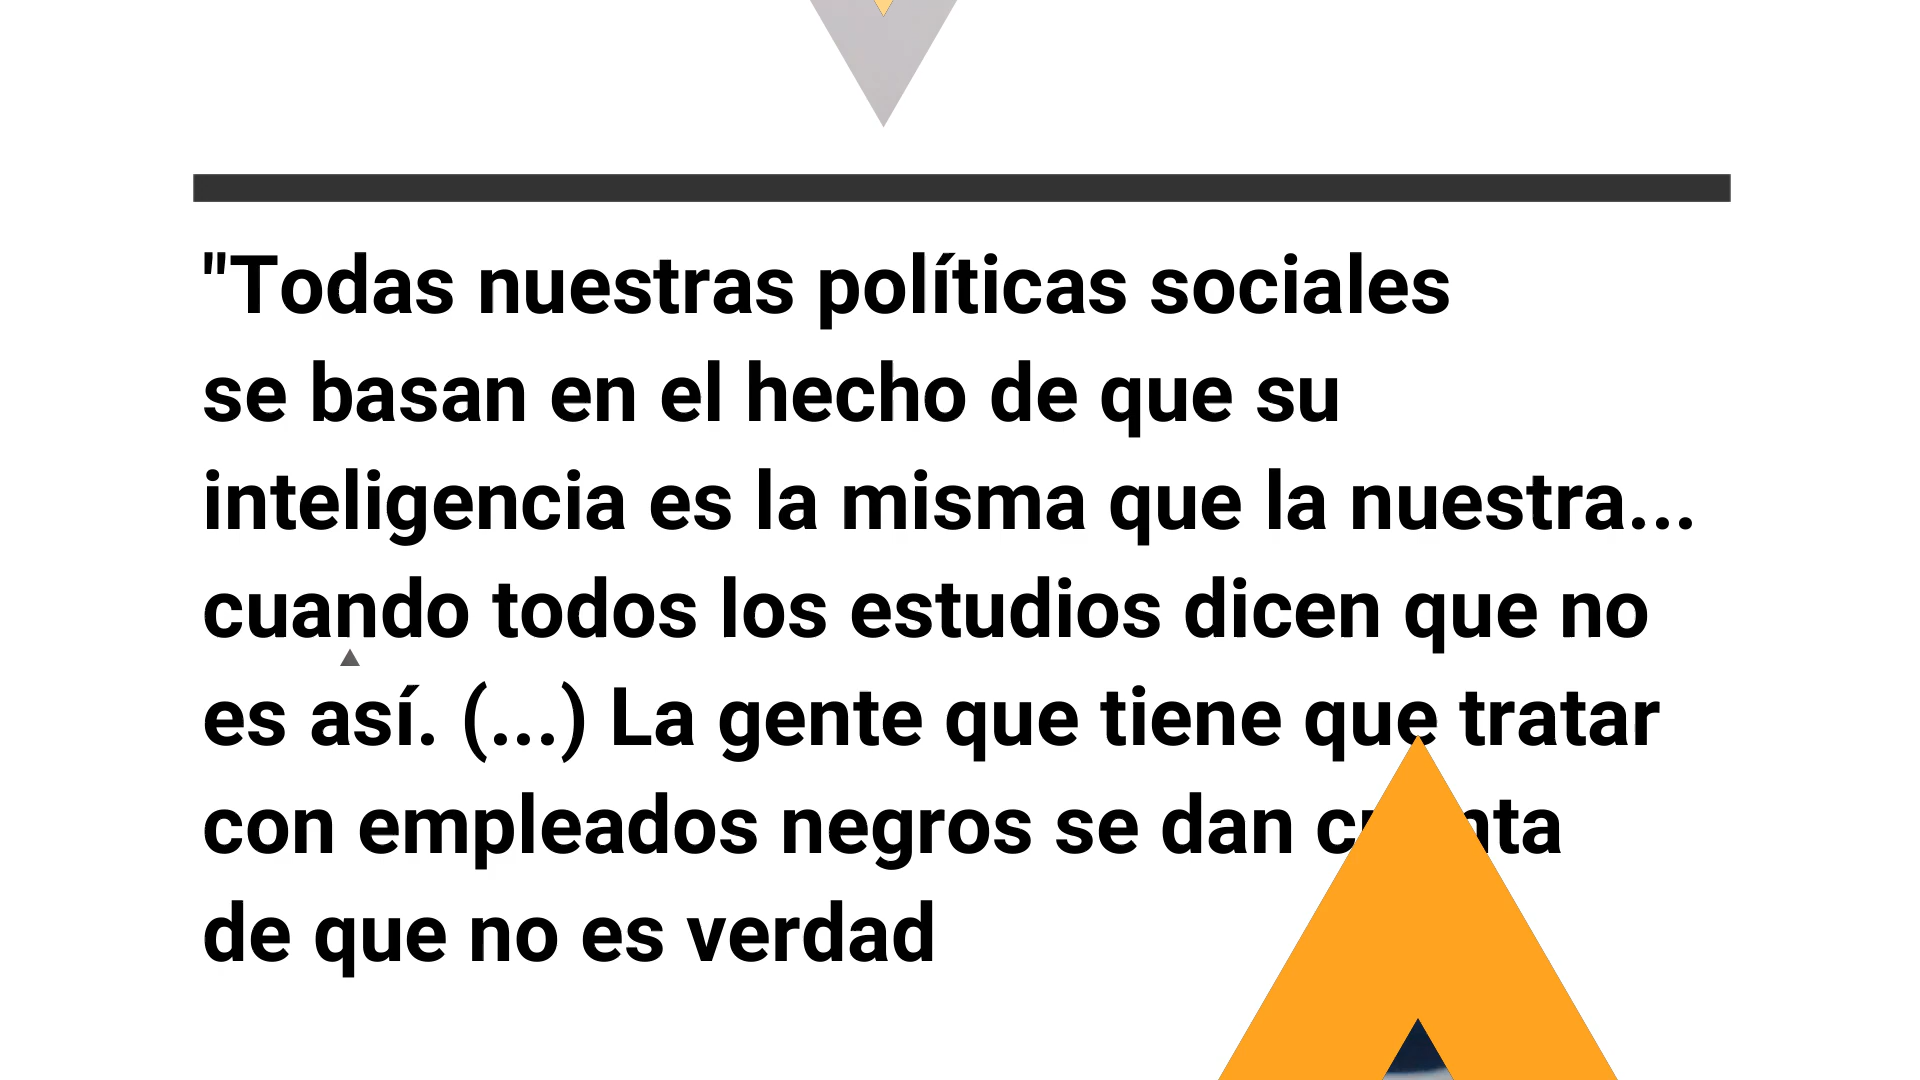 "Todas nuestras políticas sociales
se basan en el hecho de que su
inteligencia es la misma que la nuestra...
cuando todos los estudios dicen que no
es así. (...) La gente que tiene que tratar
con empleados negros se dan
de que no es verdad